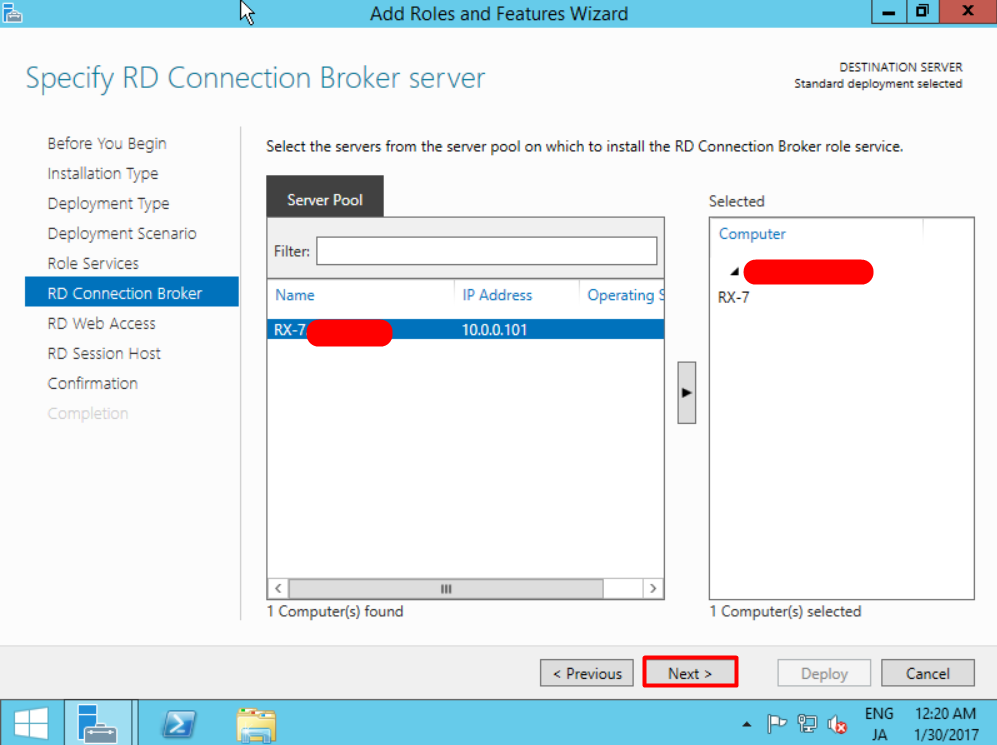 Add Roles and Features Wizard
Specify RD Connection Broker server
DESTINATION SERVER
Standard deployment selected
Before You Begin
Installation Type
Deployment Type
Deployment Scenario
Role Services
RD Connection Broker
RD Web Access
RD Session Host
Confirmation
Completion
Select the servers from the server pool on which to install the RD Connection Broker role service.
Server Pool
Filter:
Name IP Address Operating S
RX-7 10.0.0.101
1 Computer(s) found
Selected
Computer
RX-7
1 Computer(s) selected
< Previous Next > Deploy Cancel
ENG 12:20 AM
JA 1/30/2017